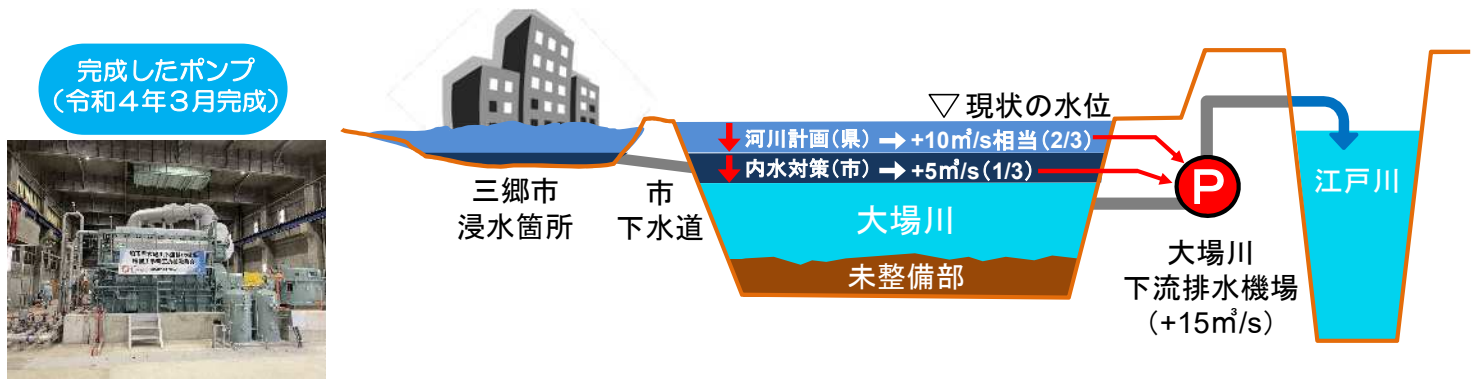 完成したポンプ
(令和4年3月完成)
▽現状の水位
河川計画(県) ➡ +10㎥/s相当(2/3)
内水対策(市) ➡ +5㎥/s(1/3)
三郷市
浸水箇所
市
下水道
大場川
未整備部
P
大場川
下流排水機場
(+15㎥/s)
江戸川